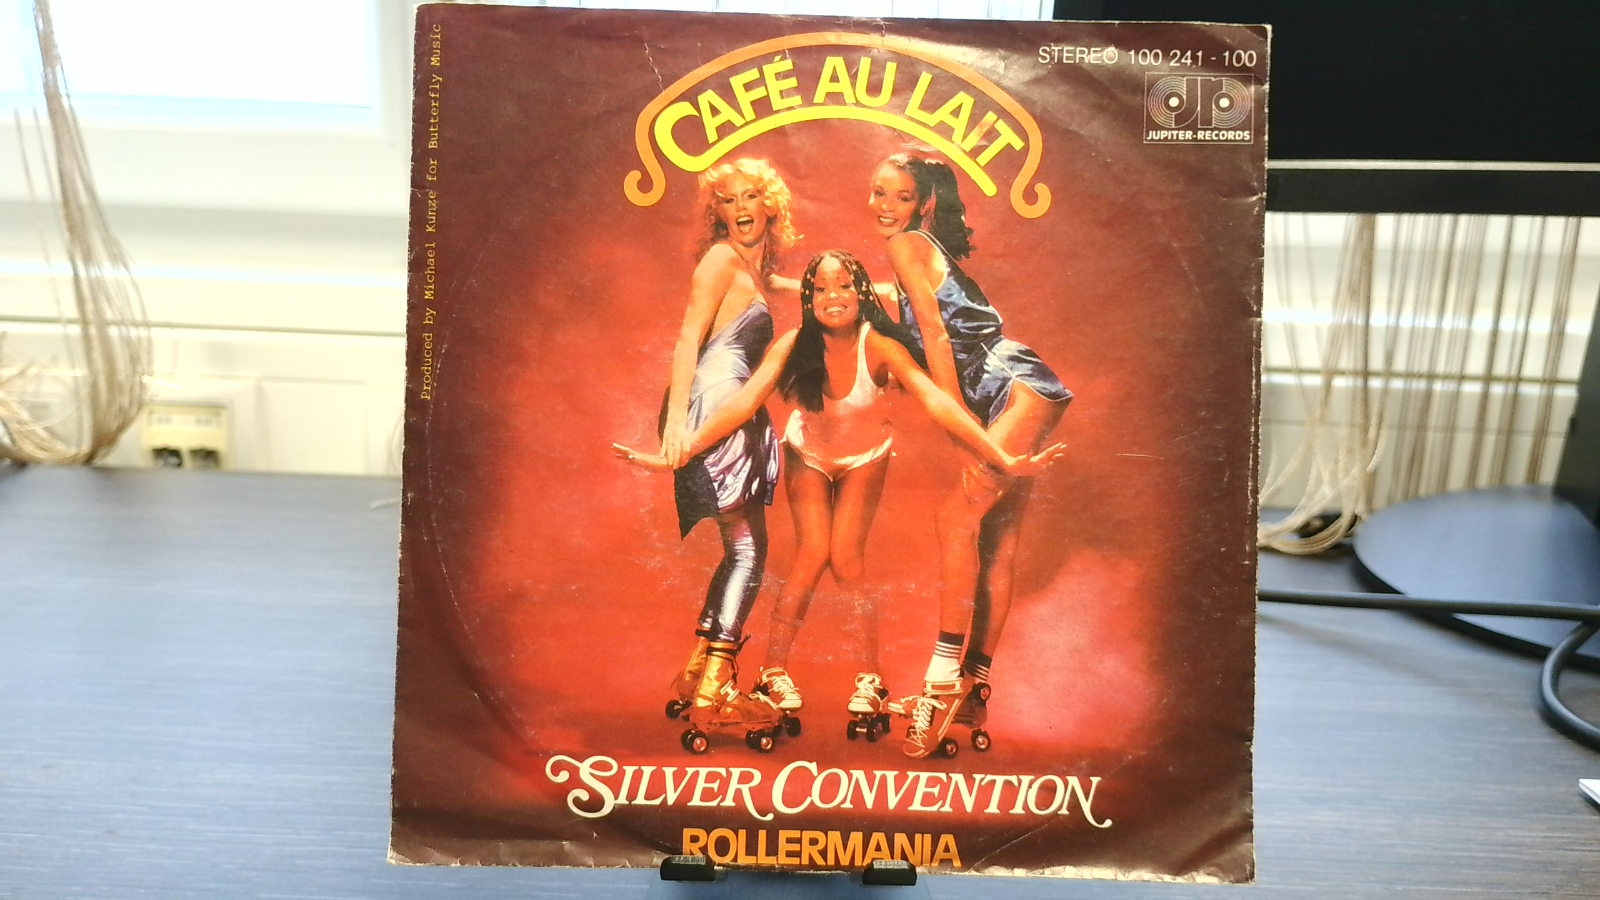 CAFÉ AU LAIT
STEREO 100 241 - 100
JUPITER-RECORDS
Produced by Michael Kunze for Butterfly Music
SILVER CONVENTION
ROLLERMANIA